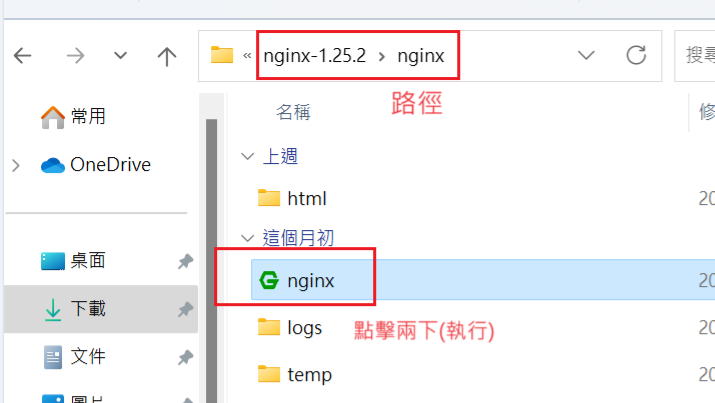 « nginx-1.25.2 > nginx
搜尋
路徑
常用
OneDrive
桌面
下載
文件
圖片
名稱
修
上週
html
20
這個月初
nginx
20
logs
20
點擊兩下(執行)
temp
20